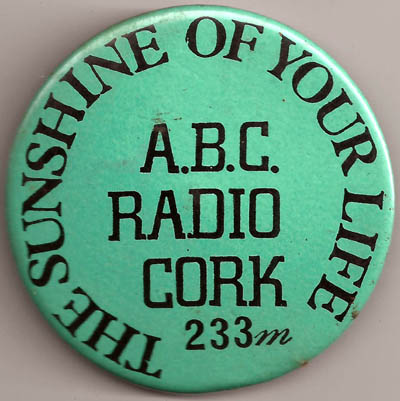 THE SUNSHINE OF YOUR LIFE
A.B.C.
RADIO
CORK
233m